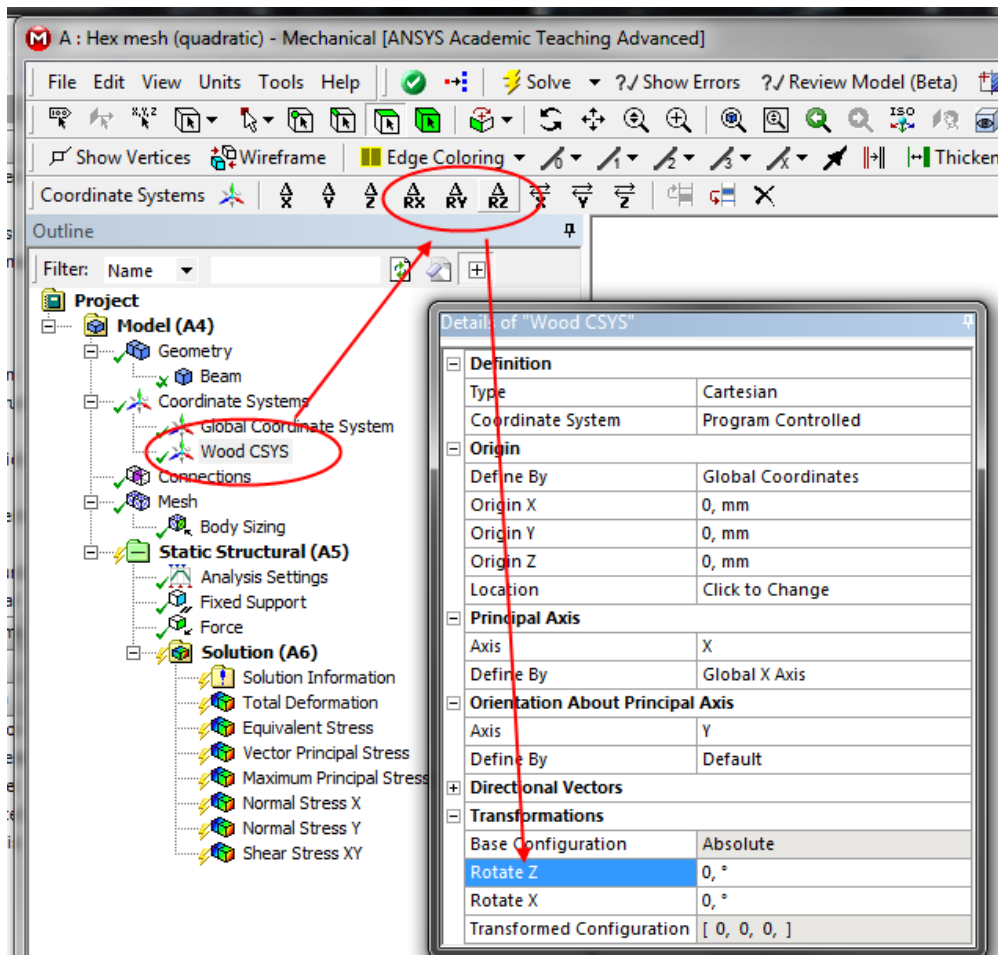 A : Hex mesh (quadratic) - Mechanical [ANSYS Academic Teaching Advanced]
File Edit View Units Tools Help Solve ?/ Show Errors ?/ Review Model (Beta)
Show Vertices Wireframe Edge Coloring Thicken
Coordinate Systems X Y Z RX RY RZ X Y Z
Outline
Filter: Name
Project
Model (A4)
Geometry
Beam
Coordinate Systems
Global Coordinate System
Wood CSYS
Connections
Mesh
Body Sizing
Static Structural (A5)
Analysis Settings
Fixed Support
Force
Solution (A6)
Solution Information
Total Deformation
Equivalent Stress
Vector Principal Stress
Maximum Principal Stress
Normal Stress X
Normal Stress Y
Shear Stress XY
Details of "Wood CSYS"
Definition
Type Cartesian
Coordinate System Program Controlled
Origin
Define By Global Coordinates
Origin X 0, mm
Origin Y 0, mm
Origin Z 0, mm
Location Click to Change
Principal Axis
Axis X
Define By Global X Axis
Orientation About Principal Axis
Axis Y
Define By Default
Directional Vectors
Transformations
Base Configuration Absolute
Rotate Z 0, °
Rotate X 0, °
Transformed Configuration [ 0, 0, 0, ]